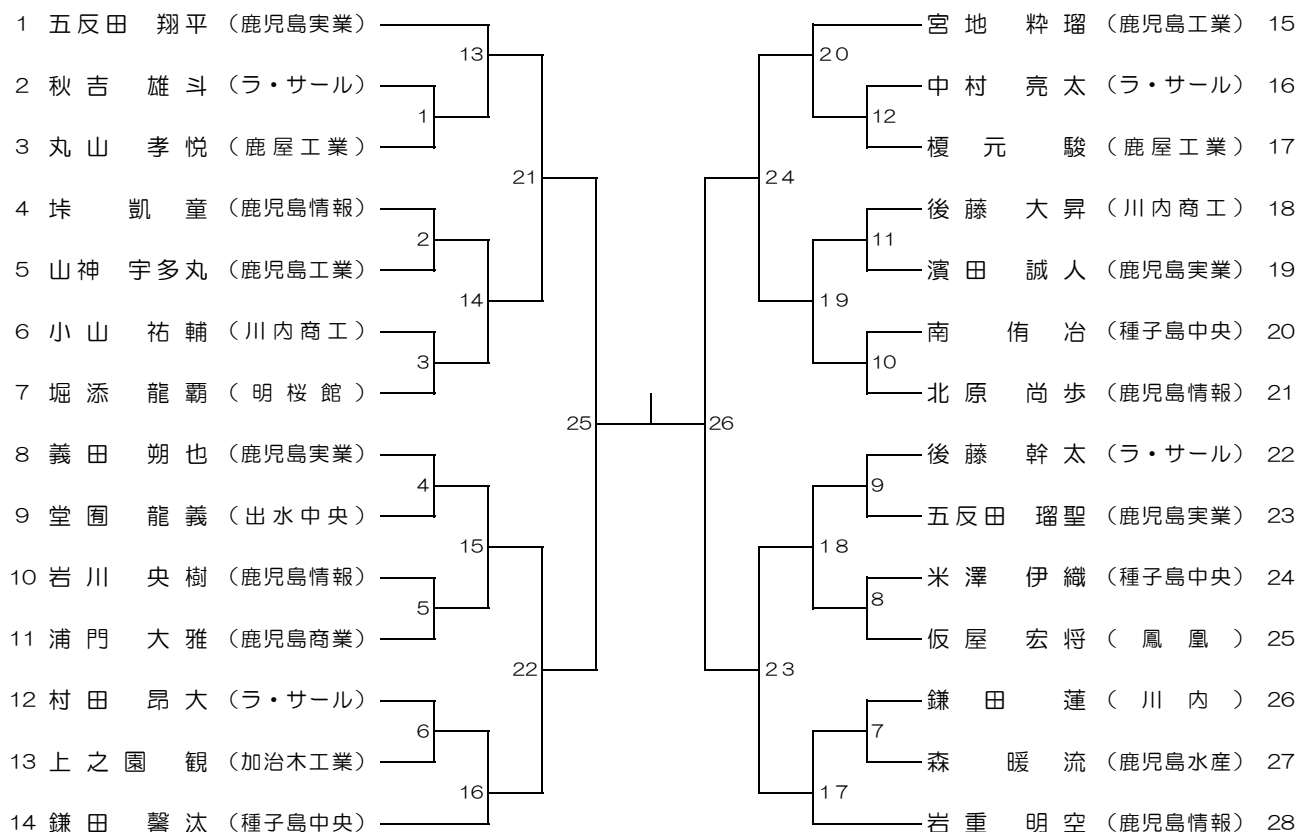 1 五反田 翔平 (鹿児島実業)
13
2 秋吉 雄斗 (ラ・サール)
1
3 丸山 孝悦 (鹿屋工業)
21
4 垰 凱童 (鹿児島情報)
2
5 山神 宇多丸 (鹿児島工業)
14
6 小山 祐輔 (川内商工)
3
7 堀添 龍覇 (明桜館)
25
8 義田 朔也 (鹿児島実業)
4
9 堂囿 龍義 (出水中央)
15
10 岩川 央樹 (鹿児島情報)
5
11 浦門 大雅 (鹿児島商業)
22
12 村田 昂大 (ラ・サール)
6
13 上之園 観 (加治木工業)
16
14 鎌田 馨汰 (種子島中央)
宮地 粋瑠 (鹿児島工業) 15
20
中村 亮太 (ラ・サール) 16
12
榎元 駿 (鹿屋工業) 17
24
後藤 大昇 (川内商工) 18
11
濱田 誠人 (鹿児島実業) 19
19
南 侑冶 (種子島中央) 20
10
北原 尚歩 (鹿児島情報) 21
26
後藤 幹太 (ラ・サール) 22
9
五反田 瑠聖 (鹿児島実業) 23
18
米澤 伊織 (種子島中央) 24
8
仮屋 宏将 (鳳凰) 25
23
鎌田 蓮 (川内) 26
7
森 暖流 (鹿児島水産) 27
17
岩重 明空 (鹿児島情報) 28